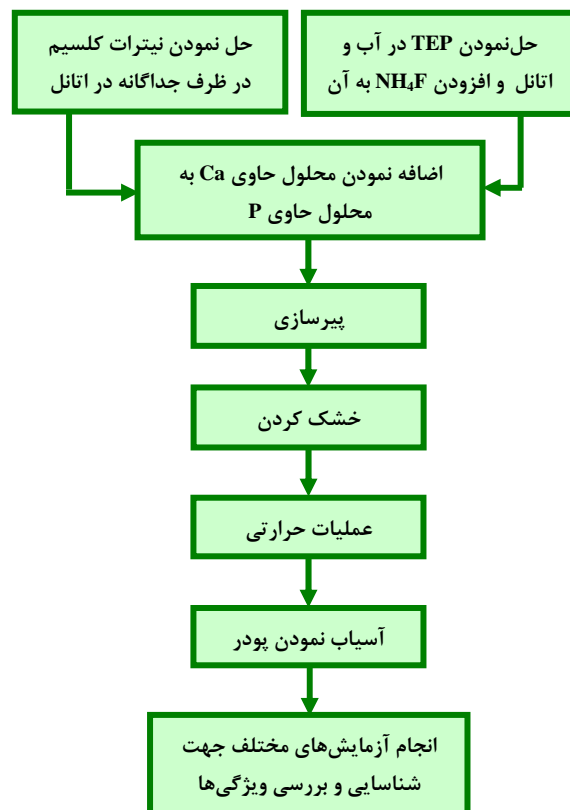 حل‌نمودن TEP در آب و
اتانل و افزودن NH₄F به آن
حل نمودن نیترات کلسیم
در ظرف جداگانه در اتانل
اضافه نمودن محلول حاوی Ca به
محلول حاوی P
پیرسازی
خشک کردن
عملیات حرارتی
آسیاب نمودن پودر
انجام آزمایش‌های مختلف جهت
شناسایی و بررسی ویژگی‌ها